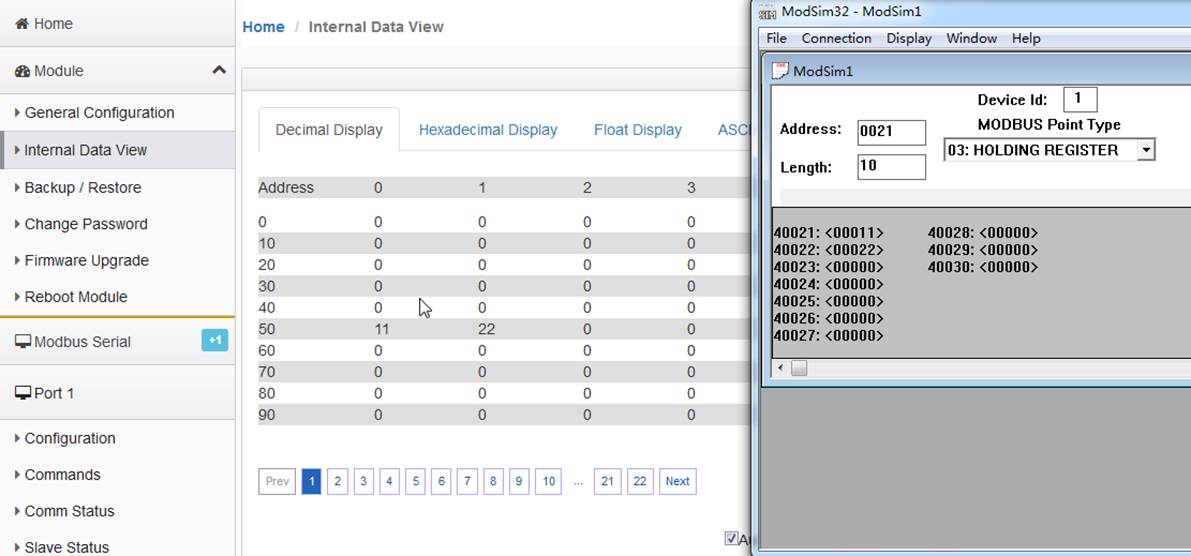 Home
Module
General Configuration
Internal Data View
Backup / Restore
Change Password
Firmware Upgrade
Reboot Module
Modbus Serial +1
Port 1
Configuration
Commands
Comm Status
Slave Status
Home / Internal Data View
Decimal Display Hexadecimal Display Float Display
Address 0 1 2 3
0 0 0 0 0
10 0 0 0 0
20 0 0 0 0
30 0 0 0 0
40 0 0 0 0
50 11 22 0 0
60 0 0 0 0
70 0 0 0 0
80 0 0 0 0
90 0 0 0 0
Prev 1 2 3 4 5 6 7 8 9 10 ... 21 22 Next
ModSim32 - ModSim1
File Connection Display Window Help
ModSim1
Device Id: 1
Address: 0021
MODBUS Point Type
03: HOLDING REGISTER
Length: 10
40021: <00011> 40028: <00000>
40022: <00022> 40029: <00000>
40023: <00000> 40030: <00000>
40024: <00000>
40025: <00000>
40026: <00000>
40027: <00000>